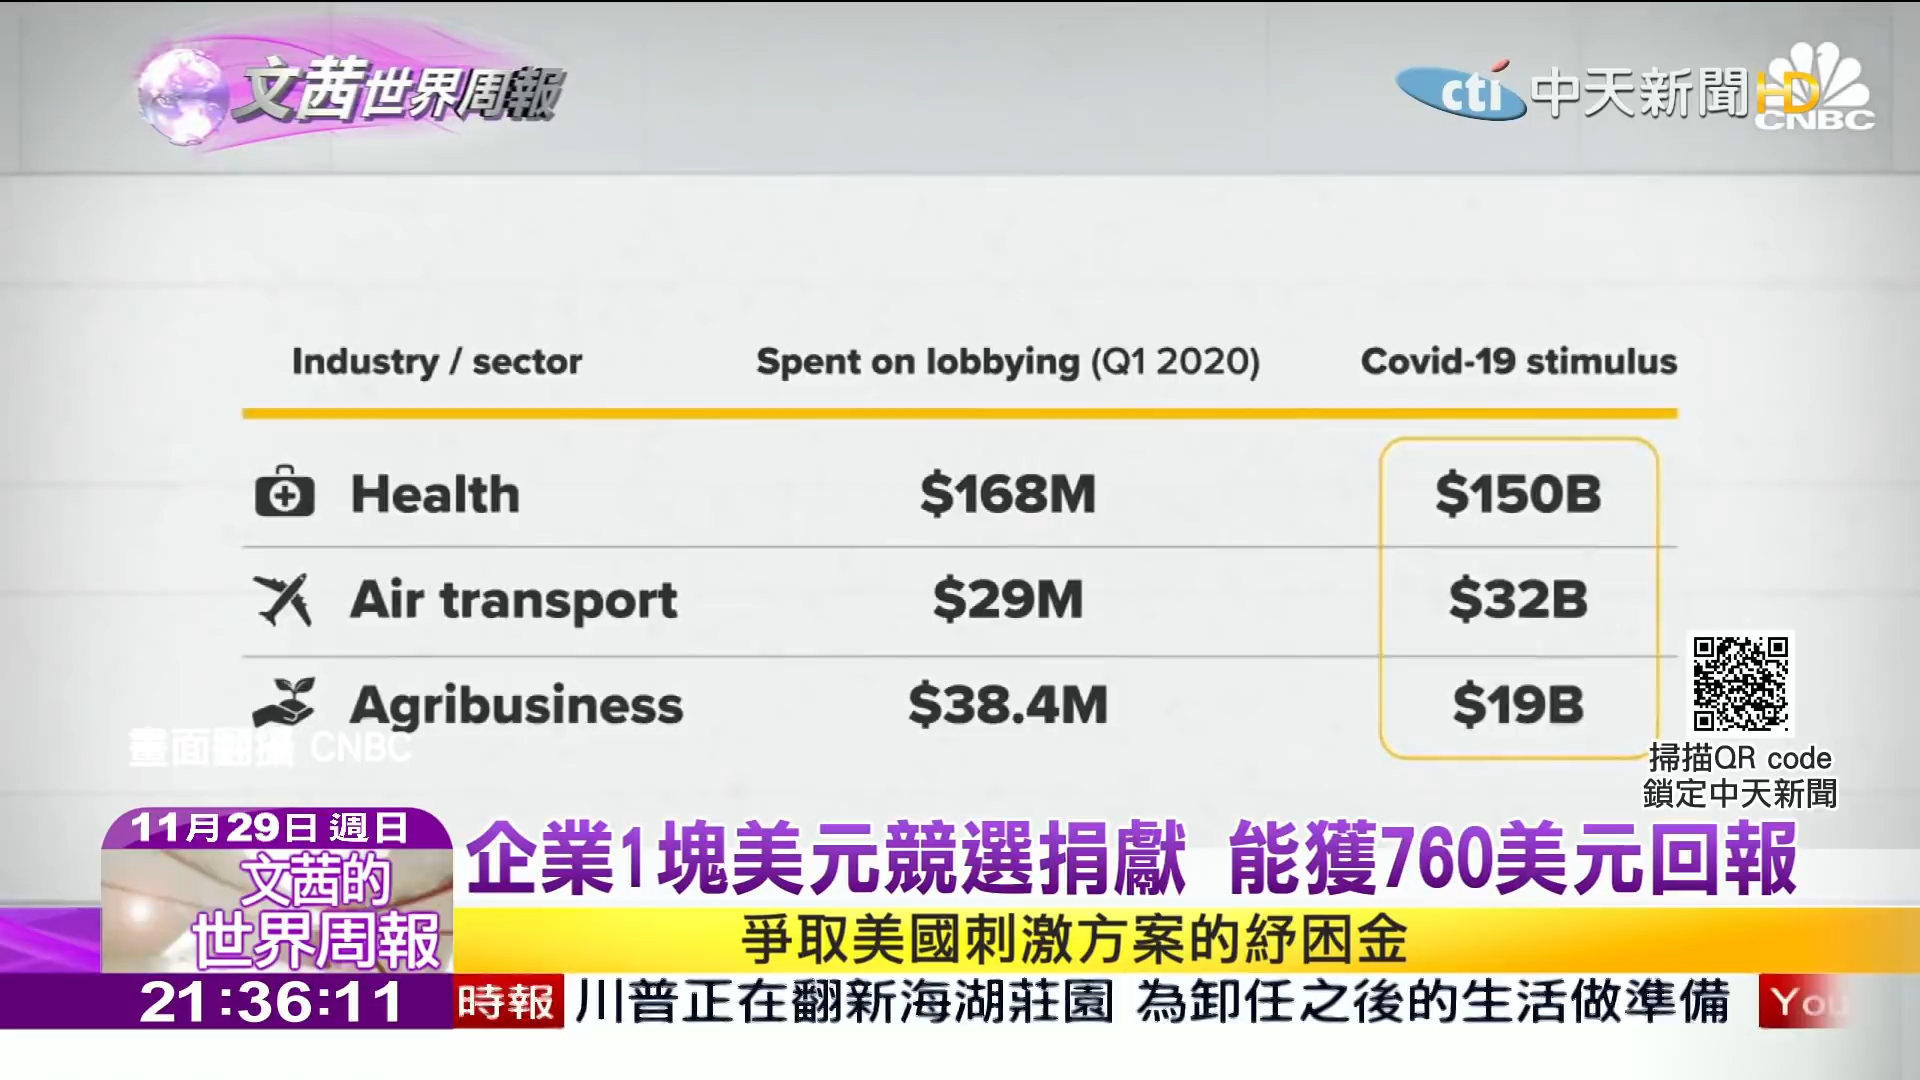 文茜世界周報
cti 中天新聞 HD
CNBC
Industry / sector Spent on lobbying (Q1 2020) Covid-19 stimulus
Health $168M $150B
Air transport $29M $32B
Agribusiness $38.4M $19B
畫面翻攝 CNBC
掃描QR code
鎖定中天新聞
11月29日 週日
文茜的
世界周報
企業1塊美元競選捐獻 能獲760美元回報
爭取美國刺激方案的紓困金
21:36:11
時報 川普正在翻新海湖莊園 為卸任之後的生活做準備
You